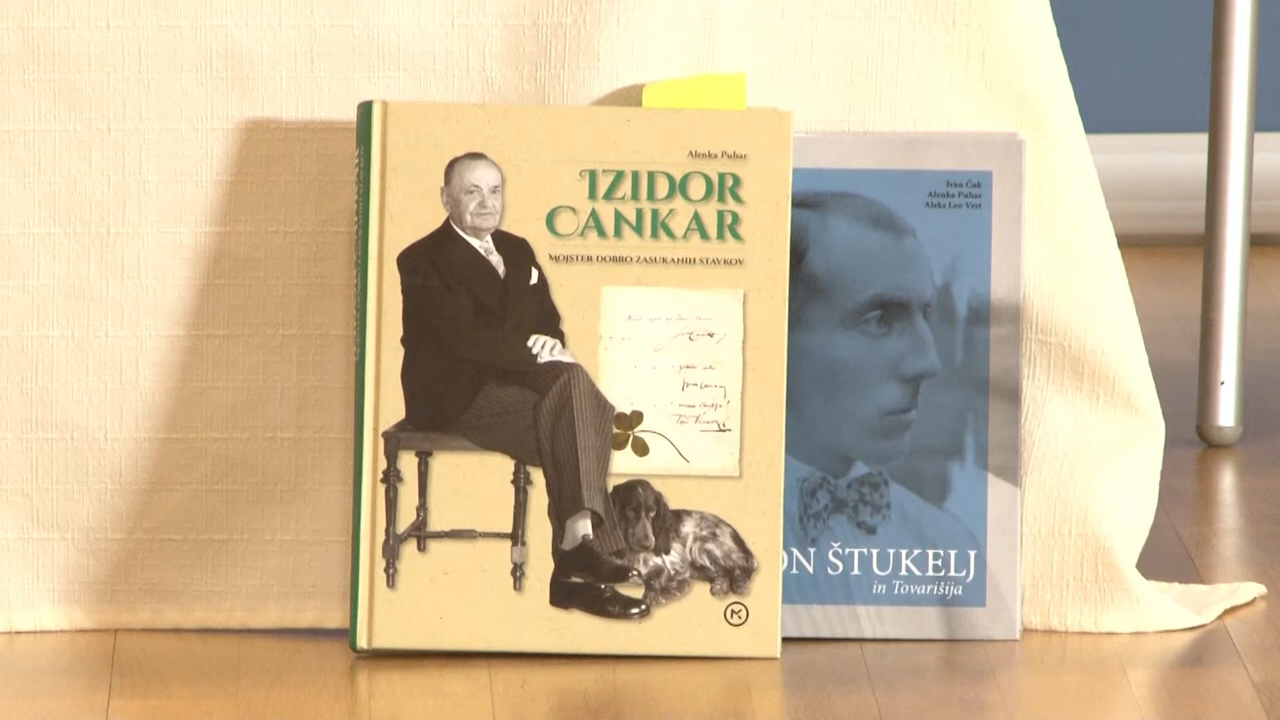 Alenka Puhar
IZIDOR
CANKAR
MOJSTER DOBRO ZASUKANIH STAVKOV
Ivan Čuk
Alenka Puhar
Aleks Leo Vest
ON ŠTUKELJ
in Tovarišija